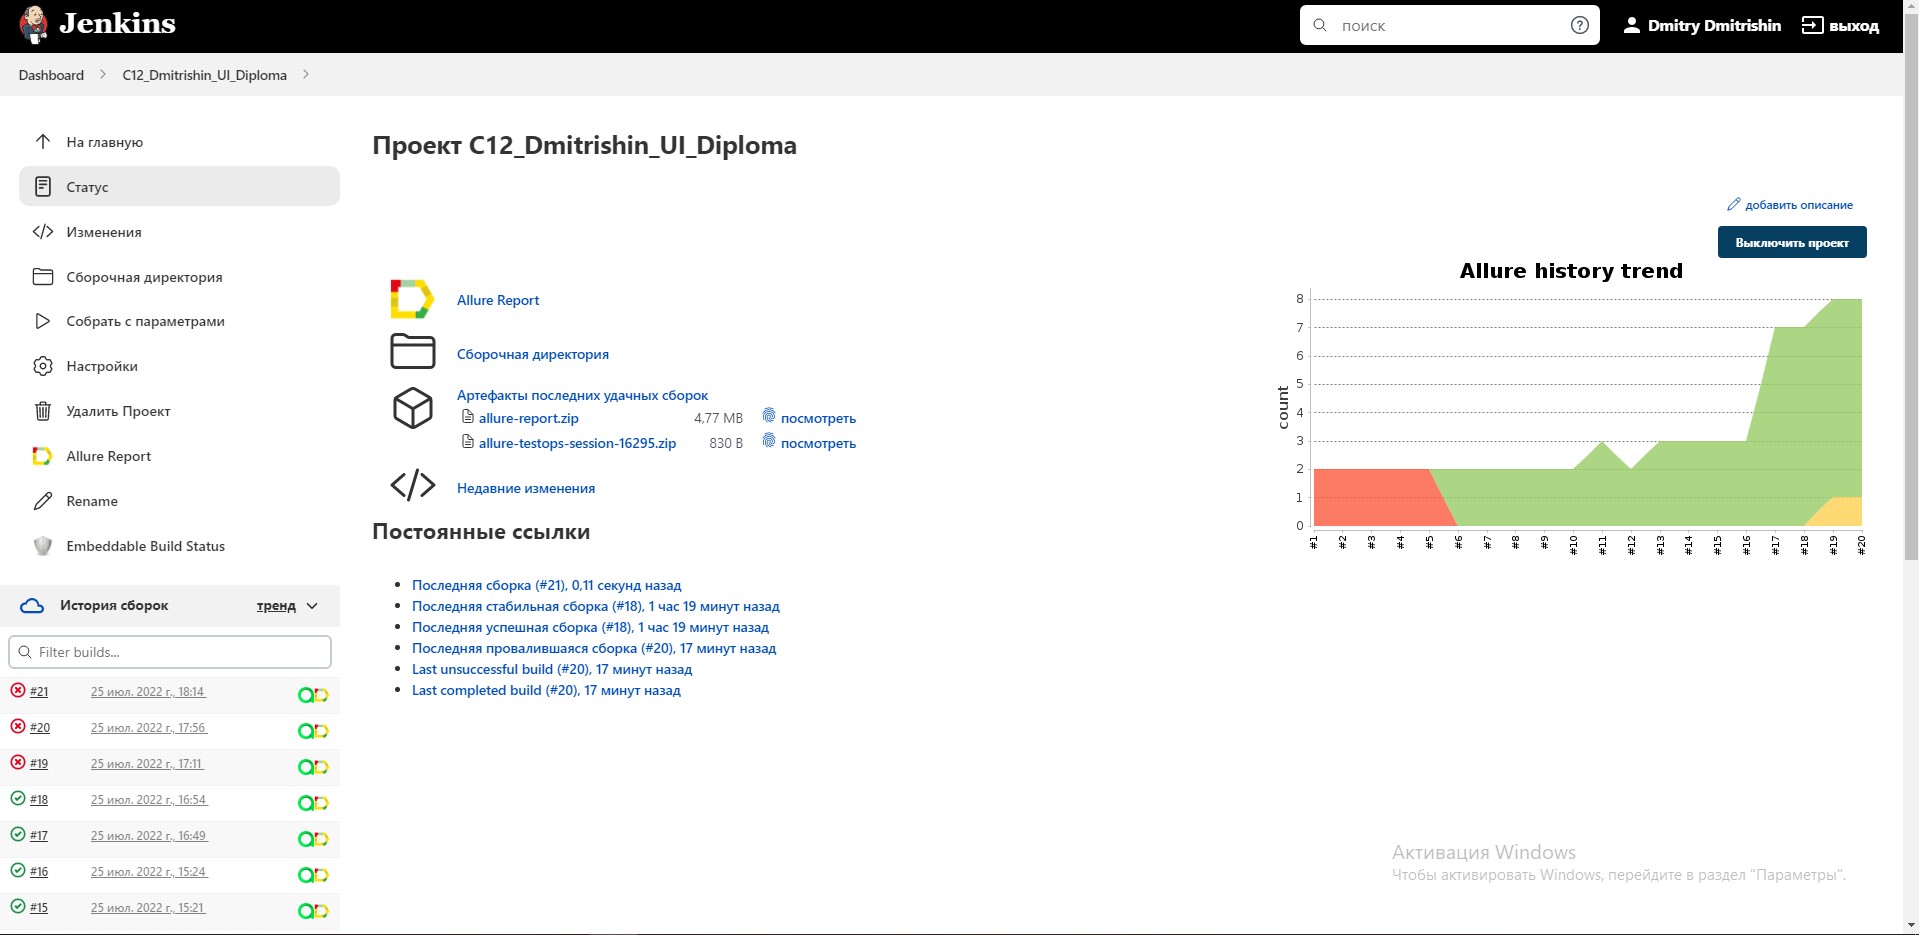 Jenkins
поиск
Dmitry Dmitrishin
выход
Dashboard
C12_Dmitrishin_UI_Diploma
На главную
Статус
Изменения
Сборочная директория
Собрать с параметрами
Настройки
Удалить Проект
Allure Report
Rename
Embeddable Build Status
История сборок
тренд
Filter builds...
#21 25 июл. 2022 г., 18:14
#20 25 июл. 2022 г., 17:56
#19 25 июл. 2022 г., 17:11
#18 25 июл. 2022 г., 16:54
#17 25 июл. 2022 г., 16:49
#16 25 июл. 2022 г., 15:24
#15 25 июл. 2022 г., 15:21
Проект C12_Dmitrishin_UI_Diploma
добавить описание
Выключить проект
Allure Report
Сборочная директория
Артефакты последних удачных сборок
allure-report.zip 4,77 MB посмотреть
allure-testops-session-16295.zip 830 B посмотреть
Недавние изменения
Постоянные ссылки
Последняя сборка (#21), 0,11 секунд назад
Последняя стабильная сборка (#18), 1 час 19 минут назад
Последняя успешная сборка (#18), 1 час 19 минут назад
Последняя провалившаяся сборка (#20), 17 минут назад
Last unsuccessful build (#20), 17 минут назад
Last completed build (#20), 17 минут назад
Allure history trend
count
8
7
6
5
4
3
2
1
0
#1 #2 #3 #4 #5 #6 #7 #8 #9 #10 #11 #12 #13 #14 #15 #16 #17 #18 #19 #20
Активация Windows
Чтобы активировать Windows, перейдите в раздел "Параметры".